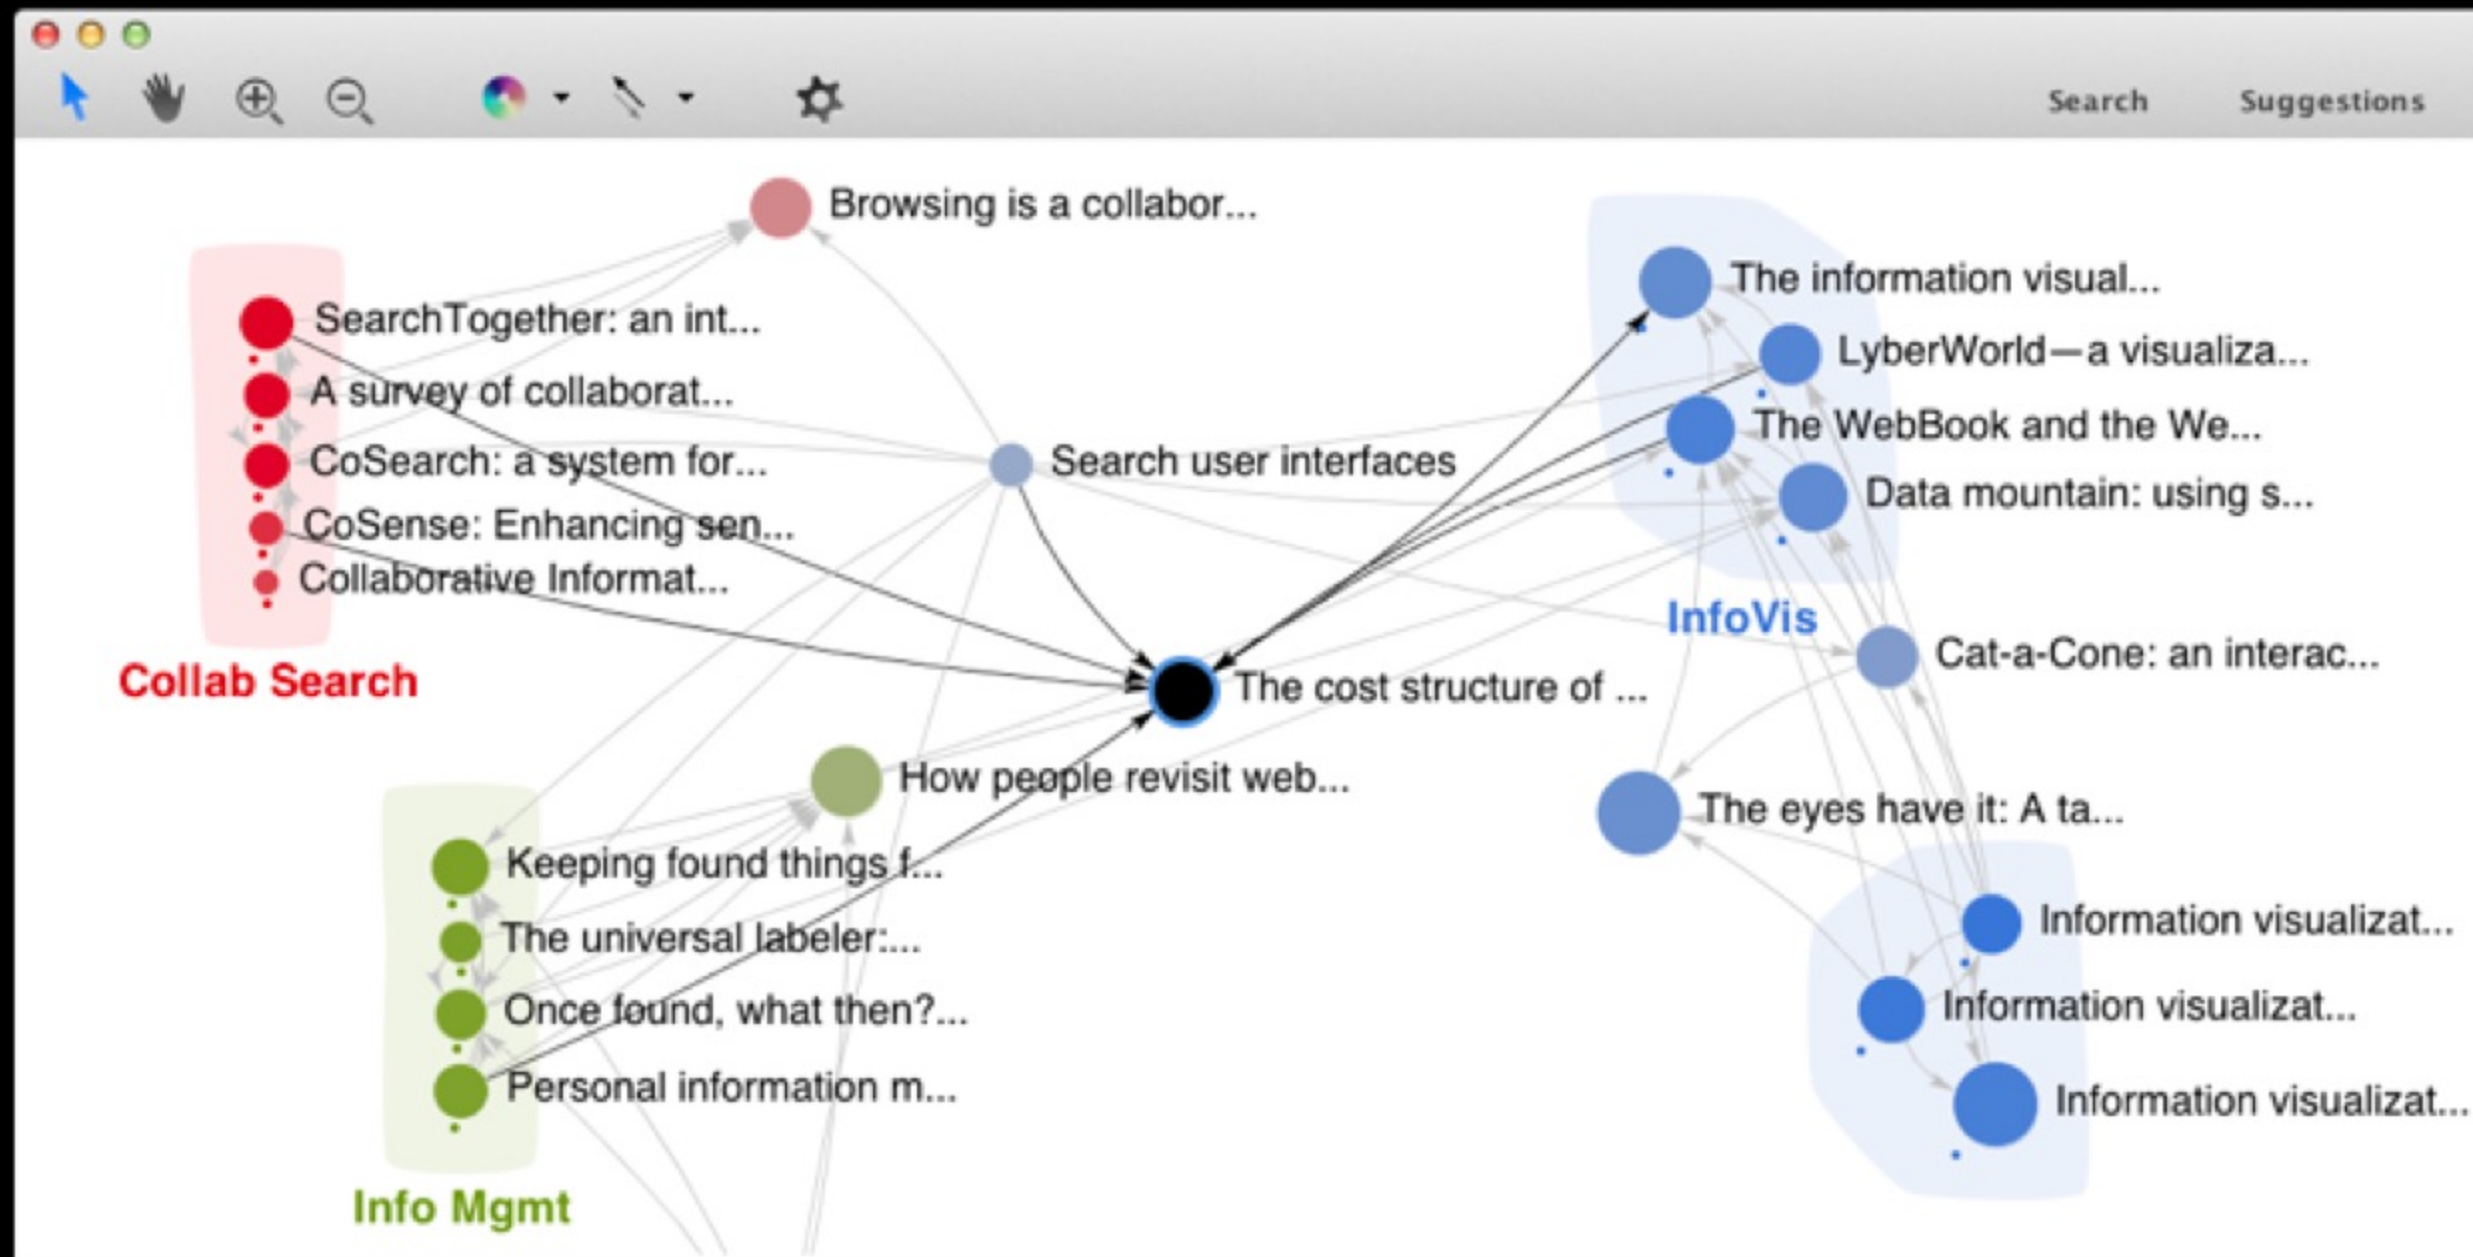 Search Suggestions
Browsing is a collabor...
SearchTogether: an int...
A survey of collaborat...
CoSearch: a system for...
CoSense: Enhancing sen...
Collaborative Informat...
Collab Search
Search user interfaces
The information visual...
LyberWorld—a visualiza...
The WebBook and the We...
Data mountain: using s...
InfoVis
Cat-a-Cone: an interac...
The cost structure of ...
How people revisit web...
The eyes have it: A ta...
Keeping found things f...
The universal labeler:...
Once found, what then?...
Personal information m...
Info Mgmt
Information visualizat...
Information visualizat...
Information visualizat...